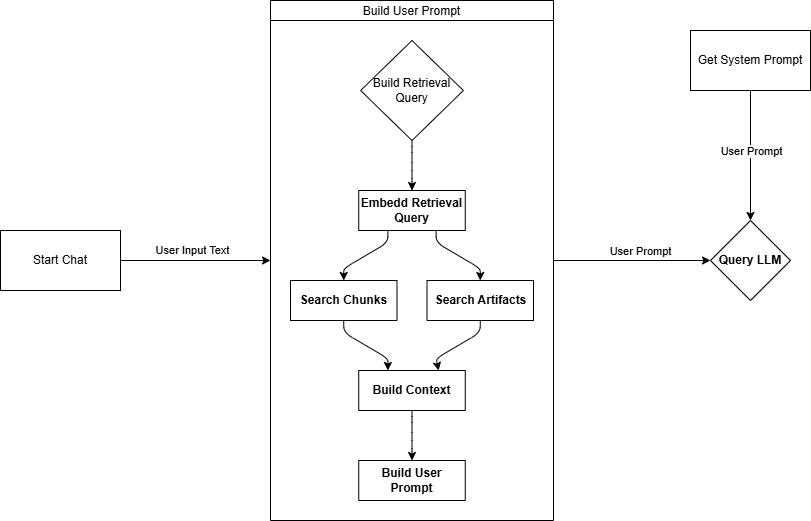 Build User Prompt
Build Retrieval
Query
Get System Prompt
User Prompt
Embedd Retrieval
Query
Start Chat
User Input Text
User Prompt
Query LLM
Search Chunks
Search Artifacts
Build Context
Build User
Prompt